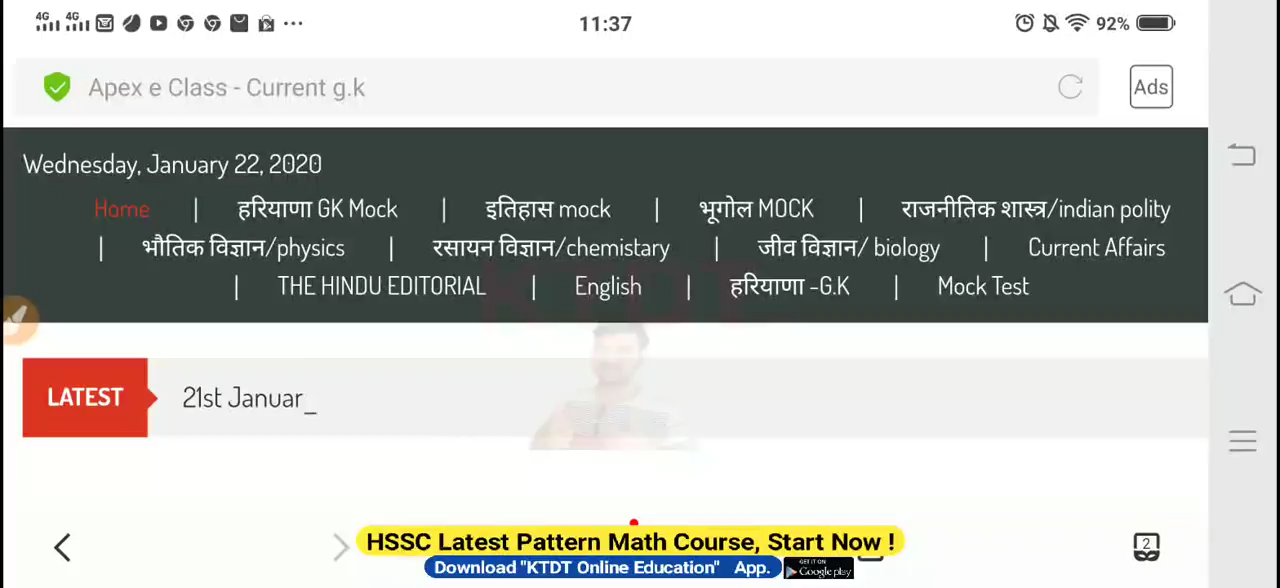 4G 4G 11:37 92%
Apex e Class - Current g.k Ads
Wednesday, January 22, 2020
Home | हरियाणा GK Mock | इतिहास mock | भूगोल MOCK | राजनीतिक शास्त्र/indian polity
| भौतिक विज्ञान/physics | रसायन विज्ञान/chemistary | जीव विज्ञान/ biology | Current Affairs
| THE HINDU EDITORIAL | English | हरियाणा -G.K | Mock Test
KTDT
LATEST 21st Januar_
HSSC Latest Pattern Math Course, Start Now !
2
Download "KTDT Online Education" App. GET IT ON Google play